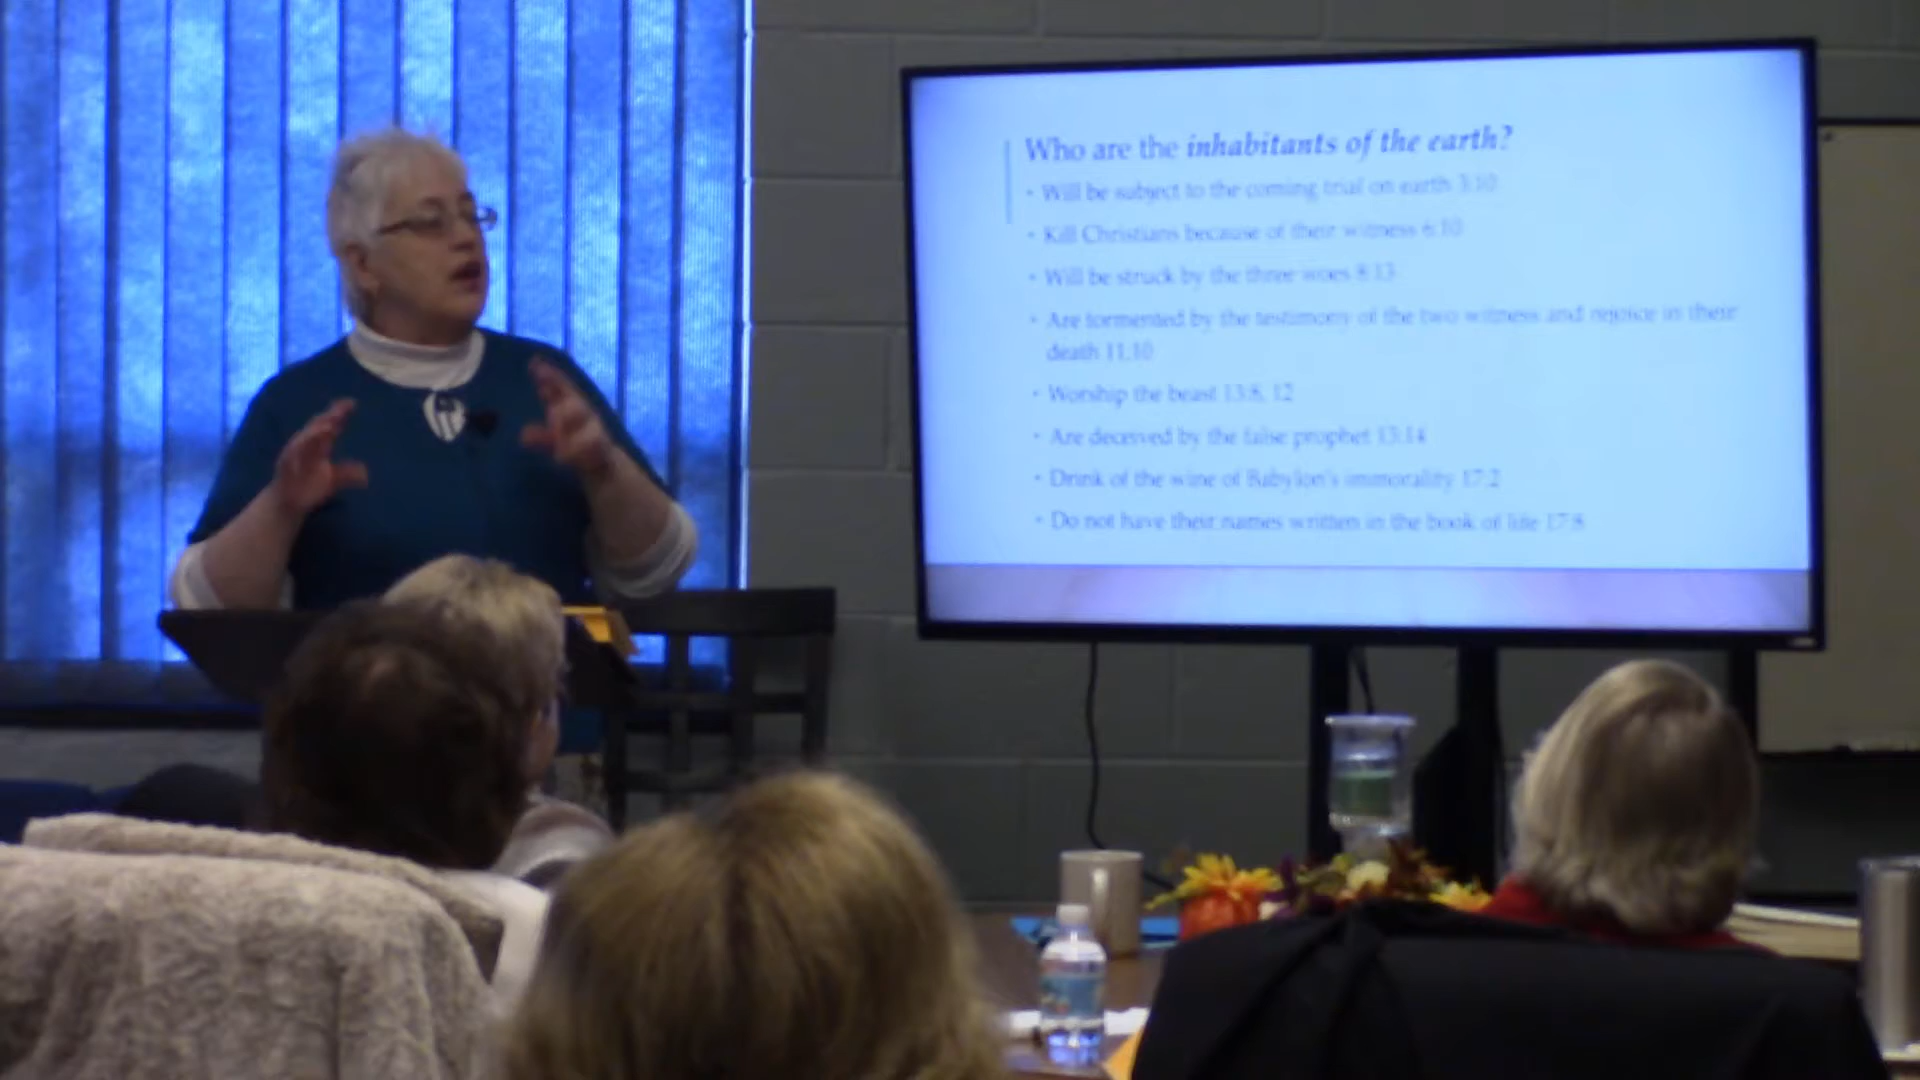 Who are the inhabitants of the earth?
• Will be subject to the coming trial on earth 3:10
• Kill Christians because of their witness 6:10
• Will be struck by the three woes 8:13
• Are tormented by the testimony of the two witness and rejoice in their
death 11.10
• Worship the beast 13:8, 12
• Are deceived by the false prophet 13:14
• Drink of the wine of Babylon's immorality 17:2
• Do not have their names written in the book of life 17:8